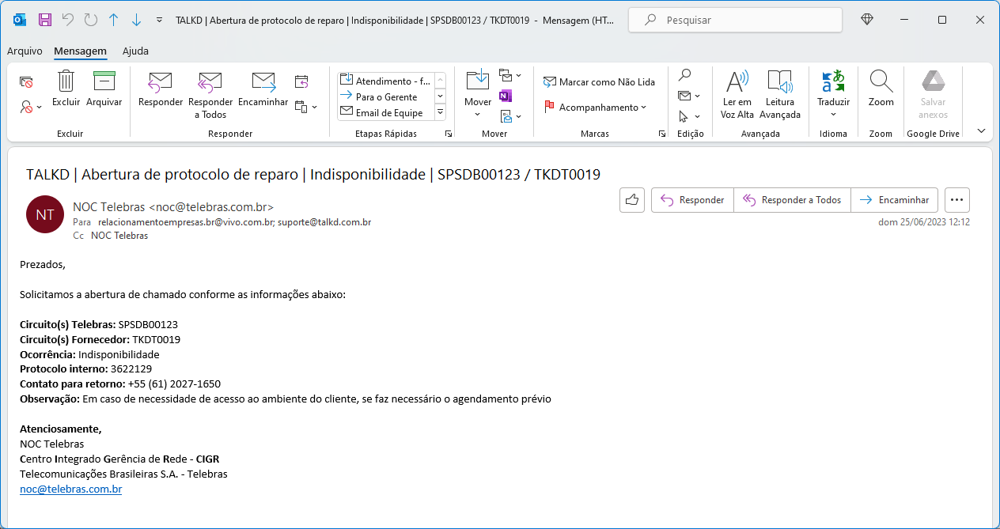 TALKD | Abertura de protocolo de reparo | Indisponibilidade | SPSDB00123 / TKDT0019 - Mensagem (HT...
Pesquisar
Arquivo Mensagem Ajuda
Excluir
Arquivar
Responder
Responder a Todos
Encaminhar
Atendimento - f...
Para o Gerente
Email de Equipe
Mover
Marcar como Não Lida
Acompanhamento
Ler em Voz Alta
Leitura Avançada
Traduzir
Zoom
Salvar anexos
Excluir
Responder
Etapas Rápidas
Mover
Marcas
Edição
Avançada
Idioma
Zoom
Google Drive
TALKD | Abertura de protocolo de reparo | Indisponibilidade | SPSDB00123 / TKDT0019
NT
NOC Telebras <noc@telebras.com.br>
Para relacionamentoempresas.br@vivo.com.br; suporte@talkd.com.br
Cc NOC Telebras
Responder
Responder a Todos
Encaminhar
dom 25/06/2023 12:12
Prezados,
Solicitamos a abertura de chamado conforme as informações abaixo:
Circuito(s) Telebras: SPSDB00123
Circuito(s) Fornecedor: TKDT0019
Ocorrência: Indisponibilidade
Protocolo interno: 3622129
Contato para retorno: +55 (61) 2027-1650
Observação: Em caso de necessidade de acesso ao ambiente do cliente, se faz necessário o agendamento prévio
Atenciosamente,
NOC Telebras
Centro Integrado Gerência de Rede - CIGR
Telecomunicações Brasileiras S.A. - Telebras
noc@telebras.com.br